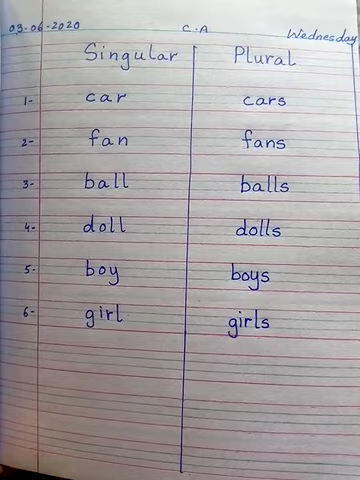 03-06-2020 C.A Wednesday
Singular Plural
1- car cars
2- fan fans
3- ball balls
4- doll dolls
5- boy boys
6- girl girls